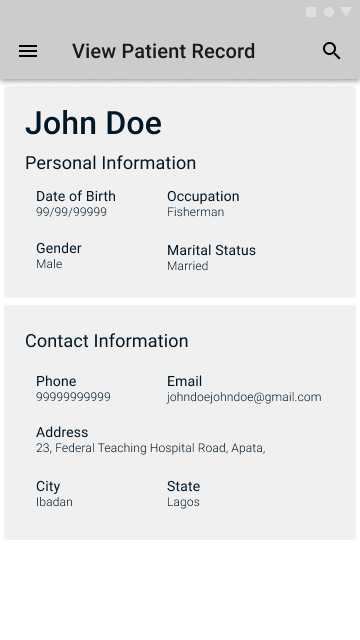 View Patient Record
John Doe
Personal Information
Date of Birth
99/99/99999
Occupation
Fisherman
Gender
Male
Marital Status
Married
Contact Information
Phone
99999999999
Email
johndoejohndoe@gmail.com
Address
23, Federal Teaching Hospital Road, Apata,
City
Ibadan
State
Lagos